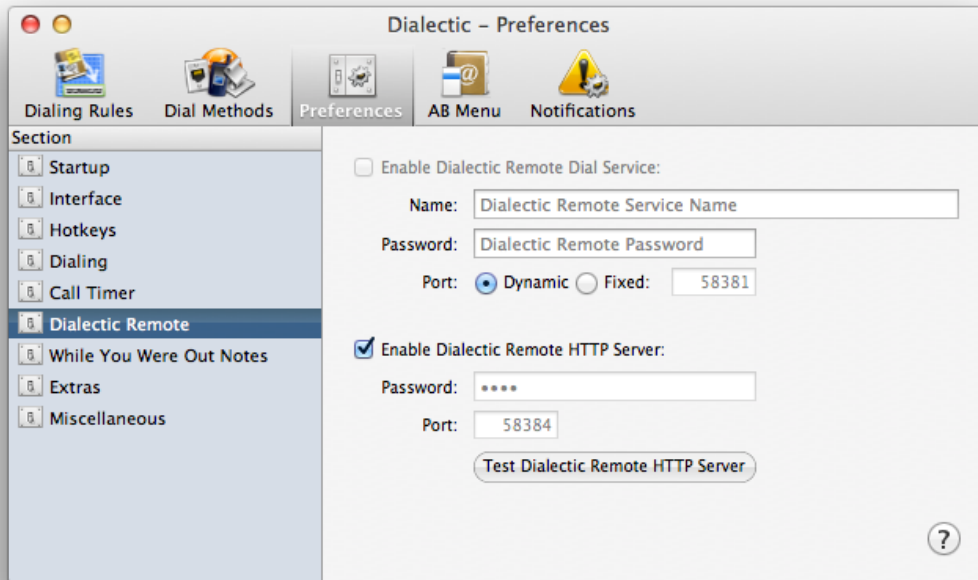 Dialectic – Preferences
Dialing Rules Dial Methods Preferences AB Menu Notifications
Section
Startup
Interface
Hotkeys
Dialing
Call Timer
Dialectic Remote
While You Were Out Notes
Extras
Miscellaneous
Enable Dialectic Remote Dial Service:
Name: Dialectic Remote Service Name
Password: Dialectic Remote Password
Port: Dynamic Fixed: 58381
Enable Dialectic Remote HTTP Server:
Password: ••••
Port: 58384
Test Dialectic Remote HTTP Server
?